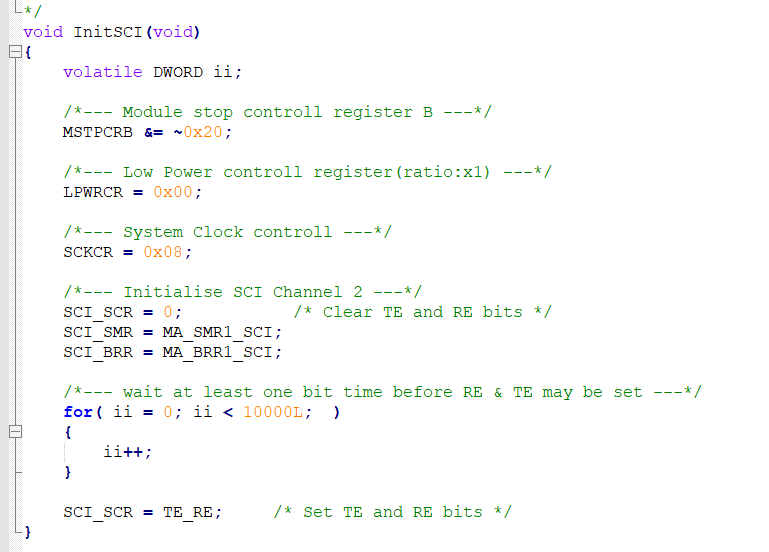 */
void InitSCI(void)
{
    volatile DWORD ii;

    /*--- Module stop controll register B ---*/
    MSTPCRB &= ~0x20;

    /*--- Low Power controll register(ratio:x1) ---*/
    LPWRCR = 0x00;

    /*--- System Clock controll ---*/
    SCKCR = 0x08;

    /*--- Initialise SCI Channel 2 ---*/
    SCI_SCR = 0;           /* Clear TE and RE bits */
    SCI_SMR = MA_SMR1_SCI;
    SCI_BRR = MA_BRR1_SCI;

    /*--- wait at least one bit time before RE & TE may be set ---*/
    for( ii = 0; ii < 10000L;  )
    {
        ii++;
    }

    SCI_SCR = TE_RE;     /* Set TE and RE bits */
}